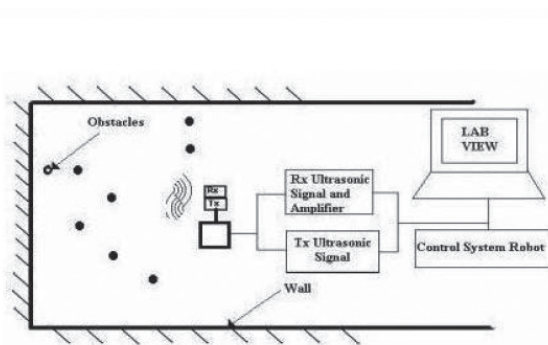 Obstacles
LAB
VIEW
Rx
Tx
Rx Ultrasonic
Signal and
Amplifier
Tx Ultrasonic
Signal
Control System Robot
Wall